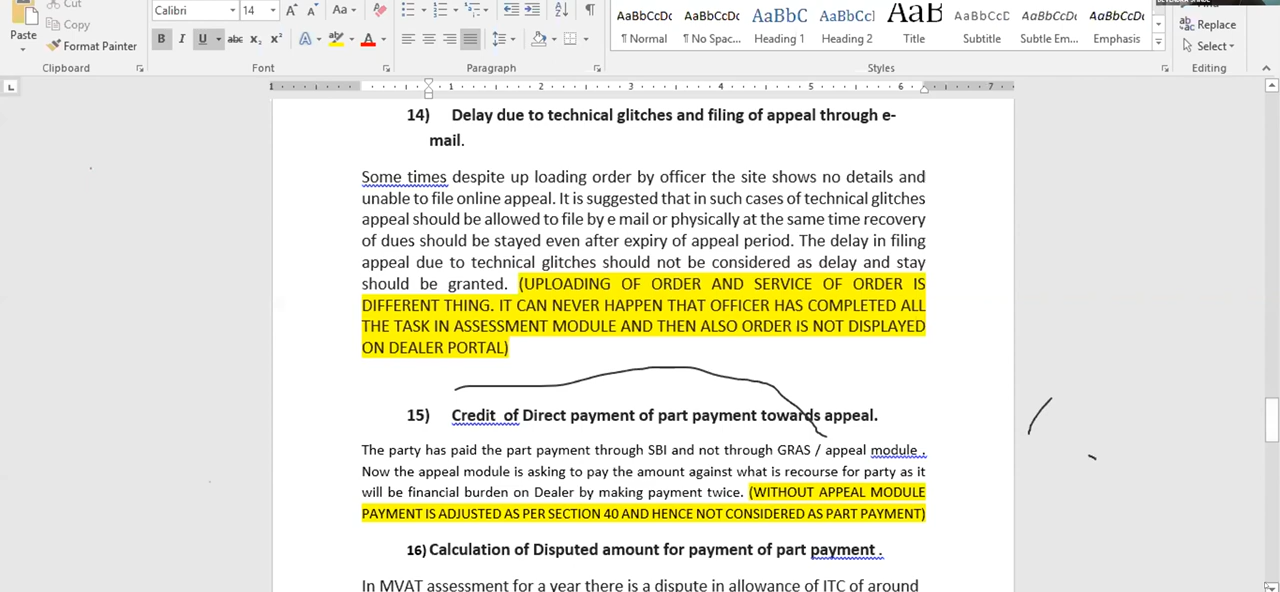 Cut
Copy
Paste
Format Painter
Clipboard
Calibri
14
Aa
B I U abc x₂ x²
A A
Font
Paragraph
AaBbCcDc AaBbCcDc AaBbC AaBbCcl AaB AaBbCcDc AaBbCcDc AaBbCcDc
¶ Normal ¶ No Spac... Heading 1 Heading 2 Title Subtitle Subtle Em... Emphasis
Styles
Replace
Select
Editing
1 1 2 3 4 5 6 7
14) Delay due to technical glitches and filing of appeal through e-
mail.
Some times despite up loading order by officer the site shows no details and
unable to file online appeal. It is suggested that in such cases of technical glitches
appeal should be allowed to file by e mail or physically at the same time recovery
of dues should be stayed even after expiry of appeal period. The delay in filing
appeal due to technical glitches should not be considered as delay and stay
should be granted. (UPLOADING OF ORDER AND SERVICE OF ORDER IS
DIFFERENT THING. IT CAN NEVER HAPPEN THAT OFFICER HAS COMPLETED ALL
THE TASK IN ASSESSMENT MODULE AND THEN ALSO ORDER IS NOT DISPLAYED
ON DEALER PORTAL)
15) Credit of Direct payment of part payment towards appeal.
The party has paid the part payment through SBI and not through GRAS / appeal module .
Now the appeal module is asking to pay the amount against what is recourse for party as it
will be financial burden on Dealer by making payment twice. (WITHOUT APPEAL MODULE
PAYMENT IS ADJUSTED AS PER SECTION 40 AND HENCE NOT CONSIDERED AS PART PAYMENT)
16) Calculation of Disputed amount for payment of part payment .
In MVAT assessment for a year there is a dispute in allowance of ITC of around